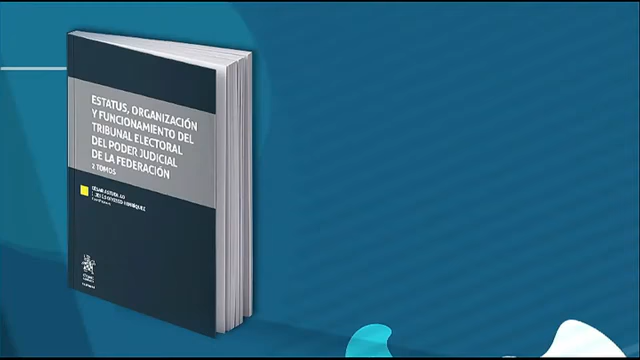 ESTATUS, ORGANIZACIÓN
Y FUNCIONAMIENTO DEL
TRIBUNAL ELECTORAL
DEL PODER JUDICIAL
DE LA FEDERACIÓN
2 TOMOS